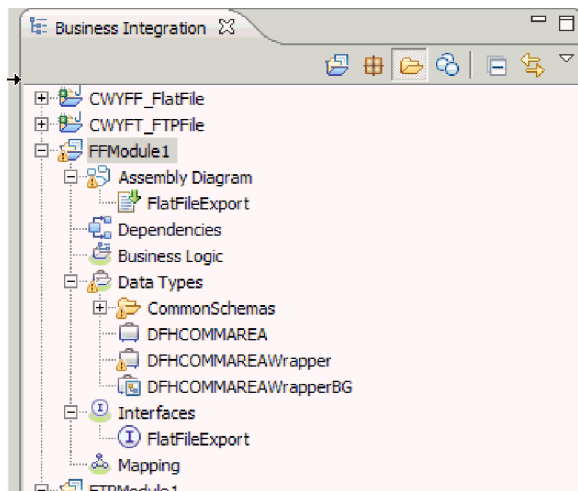 Business Integration
CWYFF_FlatFile
CWYFT_FTPFile
FFModule1
Assembly Diagram
FlatFileExport
Dependencies
Business Logic
Data Types
CommonSchemas
DFHCOMMAREA
DFHCOMMAREAWrapper
DFHCOMMAREAWrapperBG
Interfaces
FlatFileExport
Mapping
FTPModule1